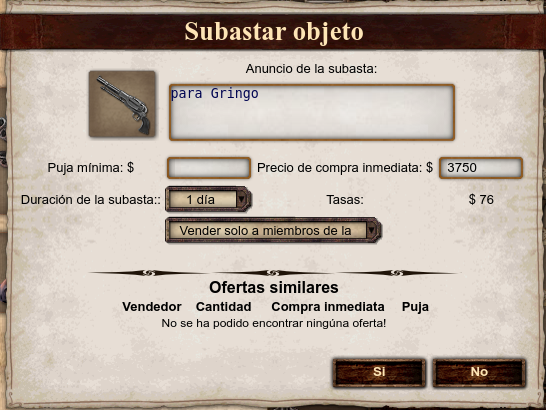 Subastar objeto
Anuncio de la subasta:
para Gringo
Puja mínima: $
Precio de compra inmediata: $ 3750
Duración de la subasta:: 1 día Tasas: $ 76
Vender solo a miembros de la
Ofertas similares
Vendedor Cantidad Compra inmediata Puja
No se ha podido encontrar ningúna oferta!
Si No